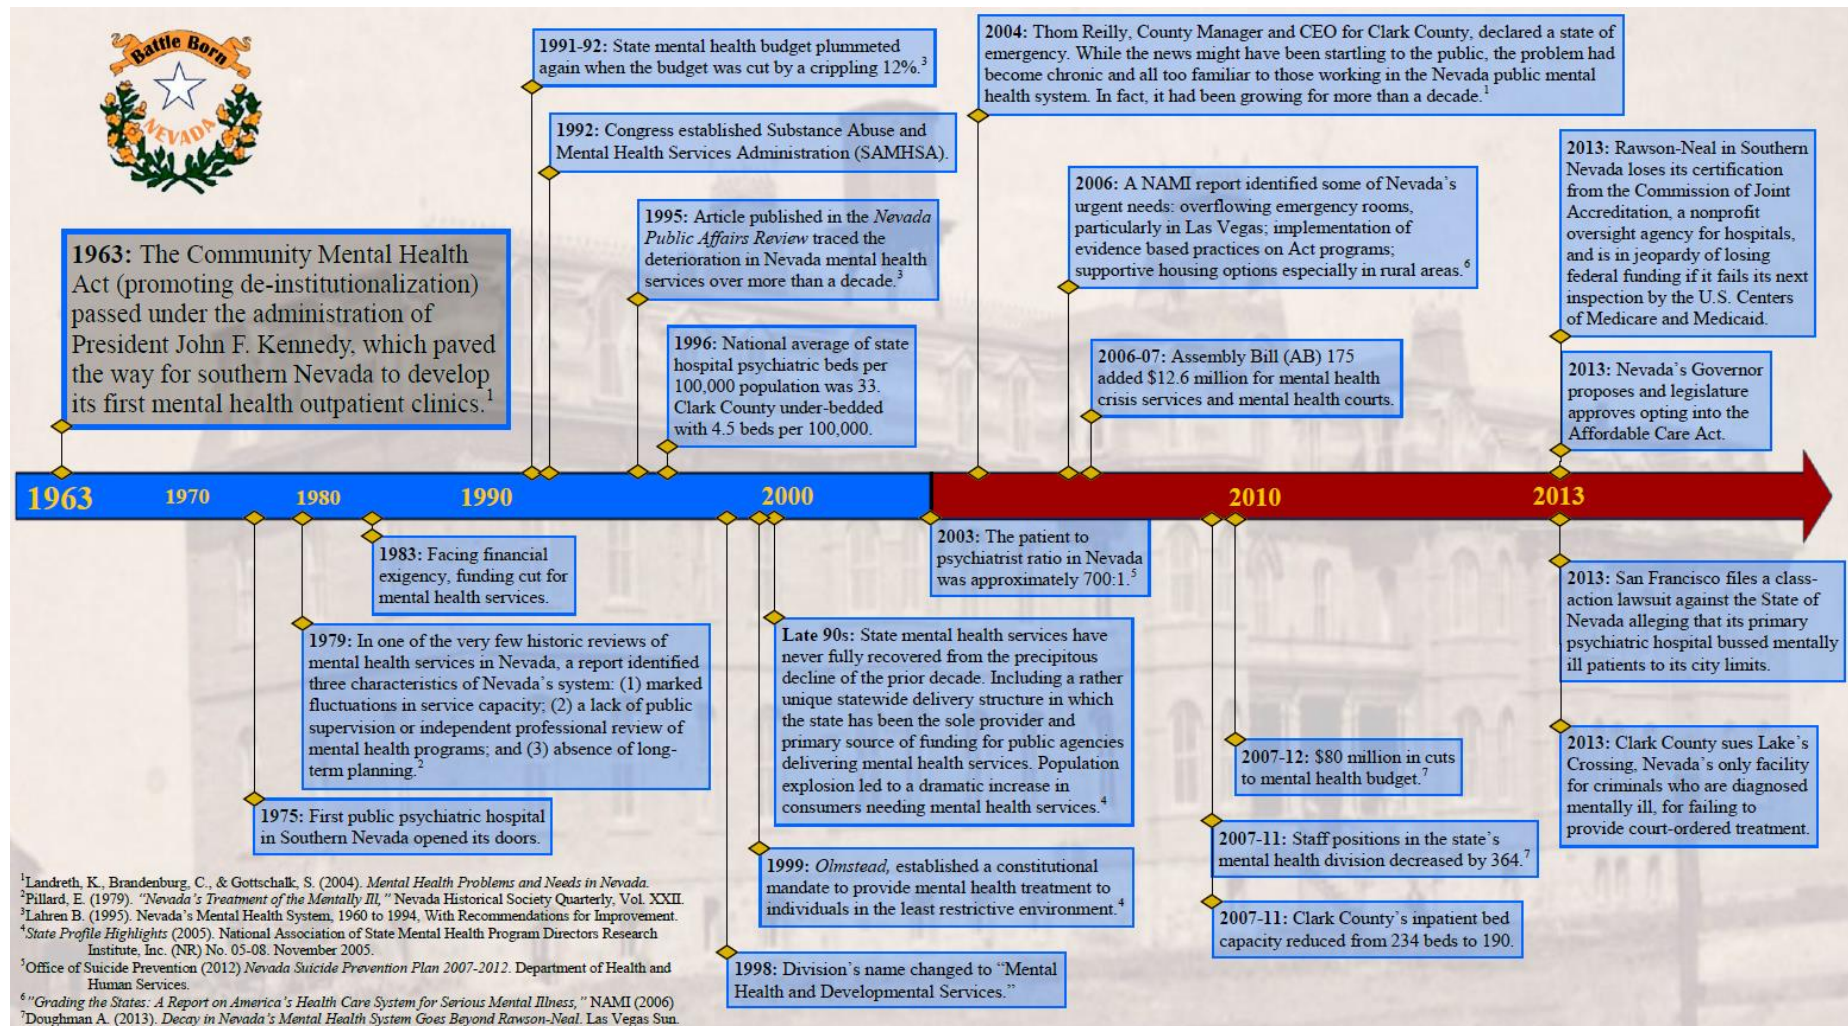 Battle Born
NEVADA
1963: The Community Mental Health
Act (promoting de-institutionalization)
passed under the administration of
President John F. Kennedy, which paved
the way for southern Nevada to develop
its first mental health outpatient clinics.1
1991-92: State mental health budget plummeted
again when the budget was cut by a crippling 12%.3
1992: Congress established Substance Abuse and
Mental Health Services Administration (SAMHSA).
1995: Article published in the Nevada
Public Affairs Review traced the
deterioration in Nevada mental health
services over more than a decade.3
1996: National average of state
hospital psychiatric beds per
100,000 population was 33.
Clark County under-bedded
with 4.5 beds per 100,000.
2004: Thom Reilly, County Manager and CEO for Clark County, declared a state of
emergency. While the news might have been startling to the public, the problem had
become chronic and all too familiar to those working in the Nevada public mental
health system. In fact, it had been growing for more than a decade.1
2006: A NAMI report identified some of Nevada's
urgent needs: overflowing emergency rooms,
particularly in Las Vegas; implementation of
evidence based practices on Act programs;
supportive housing options especially in rural areas.6
2006-07: Assembly Bill (AB) 175
added $12.6 million for mental health
crisis services and mental health courts.
2013: Rawson-Neal in Southern
Nevada loses its certification
from the Commission of Joint
Accreditation, a nonprofit
oversight agency for hospitals,
and is in jeopardy of losing
federal funding if it fails its next
inspection by the U.S. Centers
of Medicare and Medicaid.
2013: Nevada's Governor
proposes and legislature
approves opting into the
Affordable Care Act.
1963 1970 1980 1990 2000 2010 2013
1983: Facing financial
exigency, funding cut for
mental health services.
1979: In one of the very few historic reviews of
mental health services in Nevada, a report identified
three characteristics of Nevada's system: (1) marked
fluctuations in service capacity; (2) a lack of public
supervision or independent professional review of
mental health programs; and (3) absence of long-
term planning.2
1975: First public psychiatric hospital
in Southern Nevada opened its doors.
2003: The patient to
psychiatrist ratio in Nevada
was approximately 700:1.5
Late 90s: State mental health services have
never fully recovered from the precipitous
decline of the prior decade. Including a rather
unique statewide delivery structure in which
the state has been the sole provider and
primary source of funding for public agencies
delivering mental health services. Population
explosion led to a dramatic increase in
consumers needing mental health services.4
1999: Olmstead, established a constitutional
mandate to provide mental health treatment to
individuals in the least restrictive environment.4
1998: Division's name changed to "Mental
Health and Developmental Services."
2007-12: $80 million in cuts
to mental health budget.7
2007-11: Staff positions in the state's
mental health division decreased by 364.7
2007-11: Clark County's inpatient bed
capacity reduced from 234 beds to 190.
2013: San Francisco files a class-
action lawsuit against the State of
Nevada alleging that its primary
psychiatric hospital bussed mentally
ill patients to its city limits.
2013: Clark County sues Lake's
Crossing, Nevada's only facility
for criminals who are diagnosed
mentally ill, for failing to
provide court-ordered treatment.
1Landreth, K., Brandenburg, C., & Gottschalk, S. (2004). Mental Health Problems and Needs in Nevada.
2Pillard, E. (1979). "Nevada's Treatment of the Mentally Ill," Nevada Historical Society Quarterly, Vol. XXII.
3Lahren B. (1995). Nevada's Mental Health System, 1960 to 1994, With Recommendations for Improvement.
4State Profile Highlights (2005). National Association of State Mental Health Program Directors Research
Institute, Inc. (NR) No. 05-08. November 2005.
5Office of Suicide Prevention (2012) Nevada Suicide Prevention Plan 2007-2012. Department of Health and
Human Services.
6"Grading the States: A Report on America's Health Care System for Serious Mental Illness," NAMI (2006)
7Doughman A. (2013). Decay in Nevada's Mental Health System Goes Beyond Rawson-Neal. Las Vegas Sun.